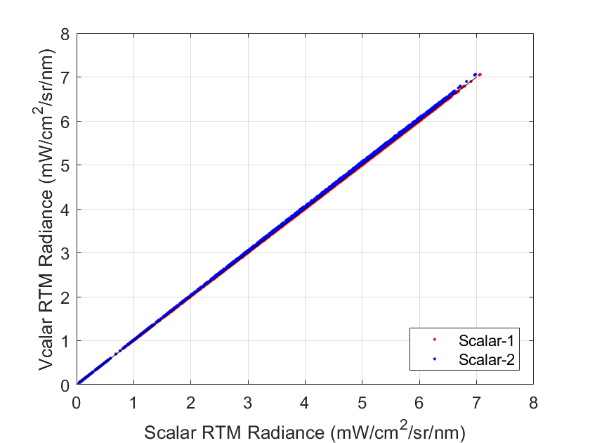 8
7
6
5
4
3
2
1
0
Vcalar RTM Radiance (mW/cm²/sr/nm)
Scalar-1
Scalar-2
0 1 2 3 4 5 6 7 8
Scalar RTM Radiance (mW/cm²/sr/nm)